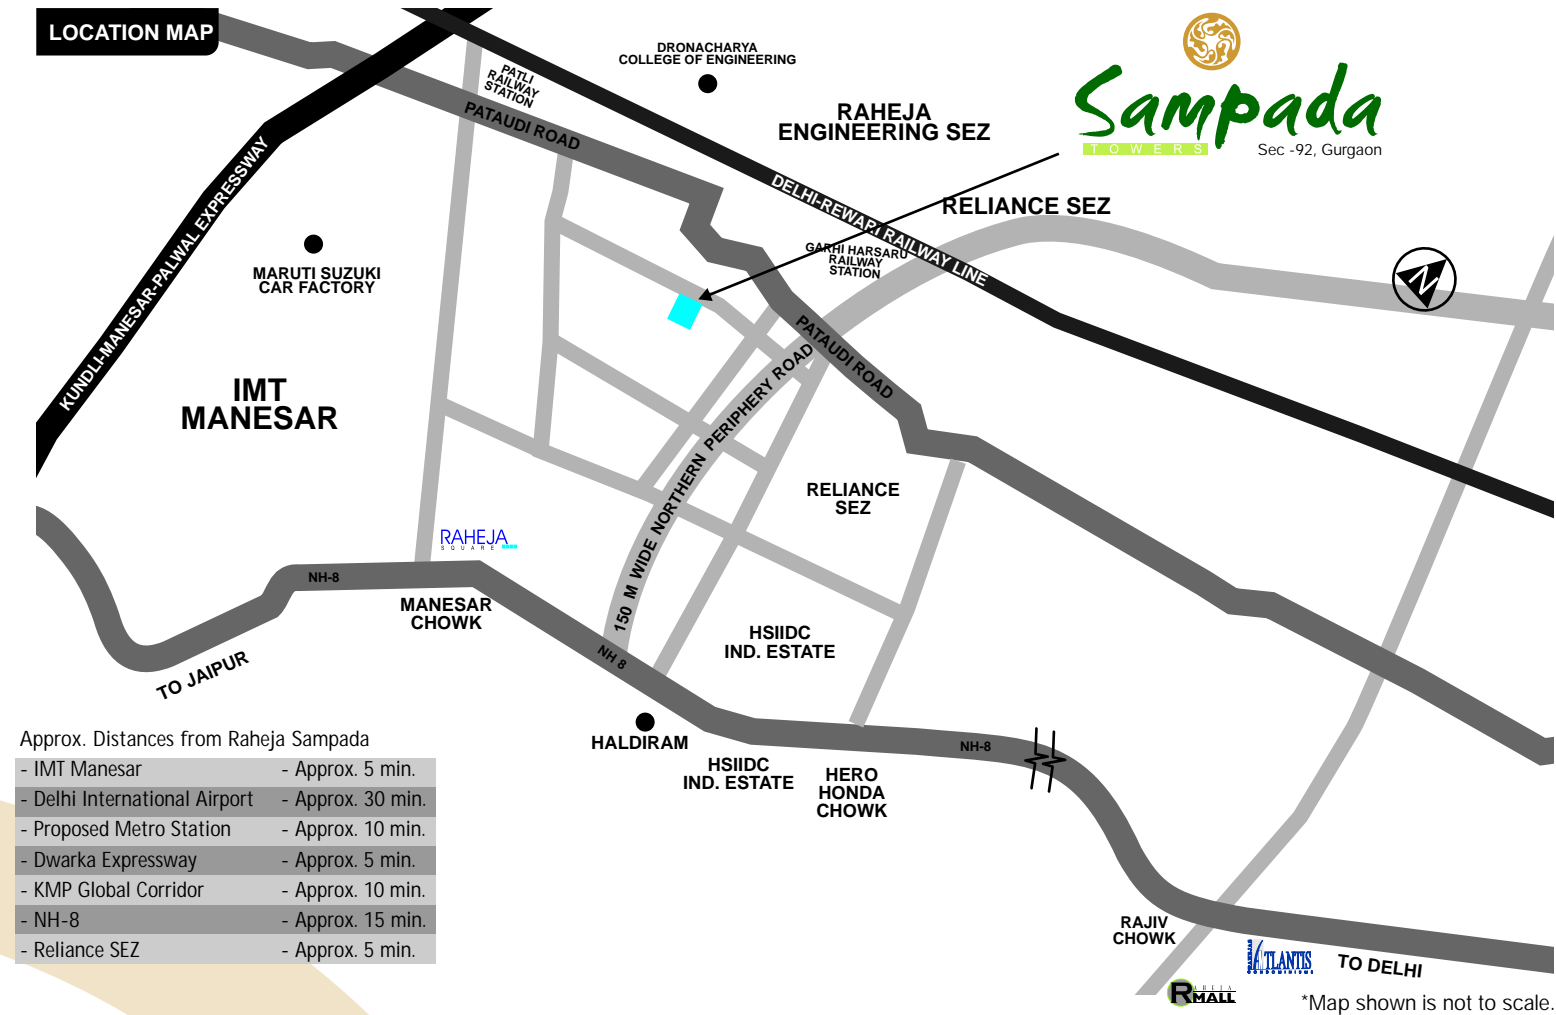 LOCATION MAP
DRONACHARYA
COLLEGE OF ENGINEERING
Sampada
TOWERS
Sec -92, Gurgaon
PATLI
RAILWAY
STATION
PATAUDI ROAD
RAHEJA
ENGINEERING SEZ
DELHI-REWARI RAILWAY LINE
RELIANCE SEZ
GARHI HARSARU
RAILWAY
STATION
N
KUNDLI-MANESAR-PALWAL EXPRESSWAY
MARUTI SUZUKI
CAR FACTORY
IMT
MANESAR
PATAUDI ROAD
150 M WIDE NORTHERN PERIPHERY ROAD
RELIANCE
SEZ
RAHEJA
SQUARE
NH-8
MANESAR
CHOWK
HSIIDC
IND. ESTATE
NH 8
TO JAIPUR
HALDIRAM
HSIIDC
IND. ESTATE
HERO
HONDA
CHOWK
NH-8
Approx. Distances from Raheja Sampada
- IMT Manesar - Approx. 5 min.
- Delhi International Airport - Approx. 30 min.
- Proposed Metro Station - Approx. 10 min.
- Dwarka Expressway - Approx. 5 min.
- KMP Global Corridor - Approx. 10 min.
- NH-8 - Approx. 15 min.
- Reliance SEZ - Approx. 5 min.
RAJIV
CHOWK
ATLANTIS
CONDOMINIUMS
TO DELHI
RAHEJA
MALL
*Map shown is not to scale.